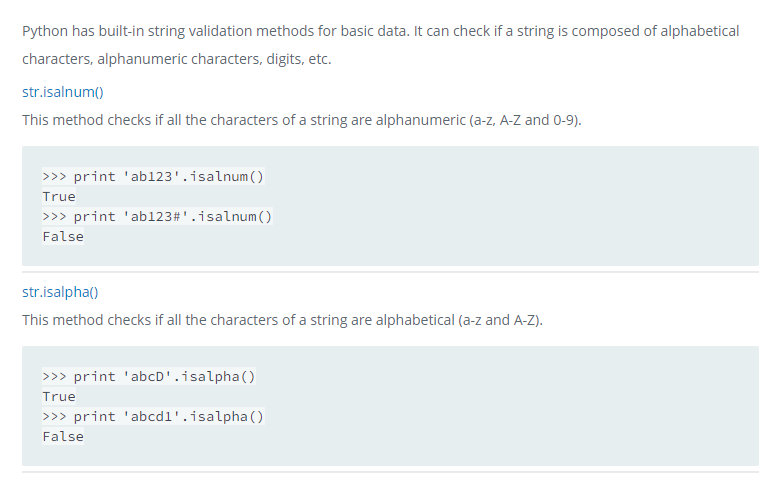 Python has built-in string validation methods for basic data. It can check if a string is composed of alphabetical
characters, alphanumeric characters, digits, etc.
str.isalnum()
This method checks if all the characters of a string are alphanumeric (a-z, A-Z and 0-9).
>>> print 'ab123'.isalnum()
True
>>> print 'ab123#'.isalnum()
False
str.isalpha()
This method checks if all the characters of a string are alphabetical (a-z and A-Z).
>>> print 'abcD'.isalpha()
True
>>> print 'abcd1'.isalpha()
False